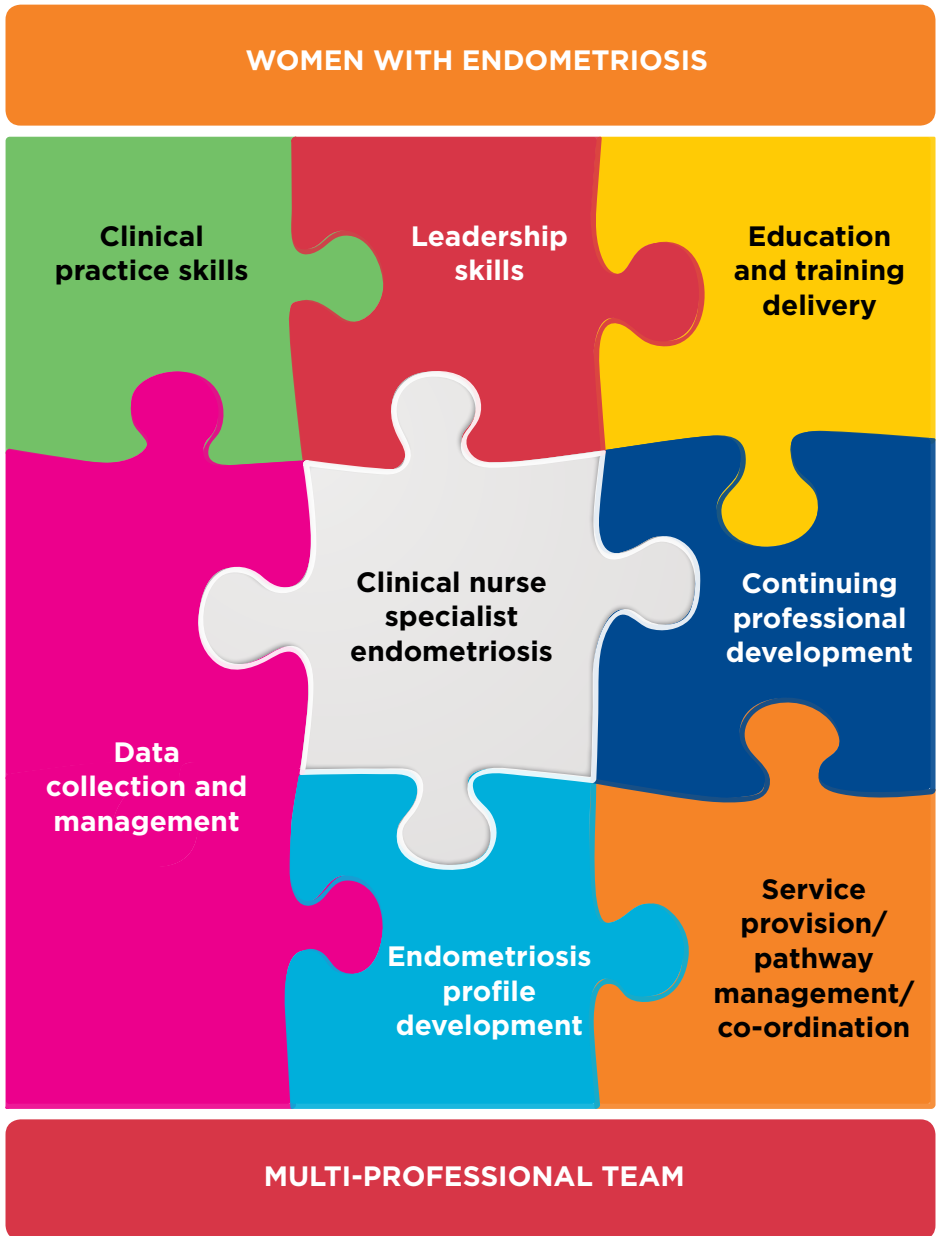 WOMEN WITH ENDOMETRIOSIS
Clinical
practice skills
Leadership
skills
Education
and training
delivery
Clinical nurse
specialist
endometriosis
Continuing
professional
development
Data
collection and
management
Endometriosis
profile
development
Service
provision/
pathway
management/
co-ordination
MULTI-PROFESSIONAL TEAM